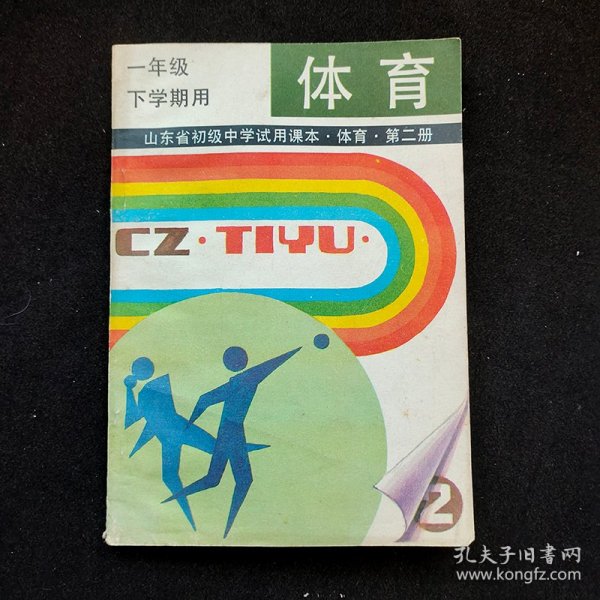 一年级
下学期用
体育
山东省初级中学试用课本·体育·第二册
CZ·TIYU·
2
孔夫子旧书网
www.kongfz.com